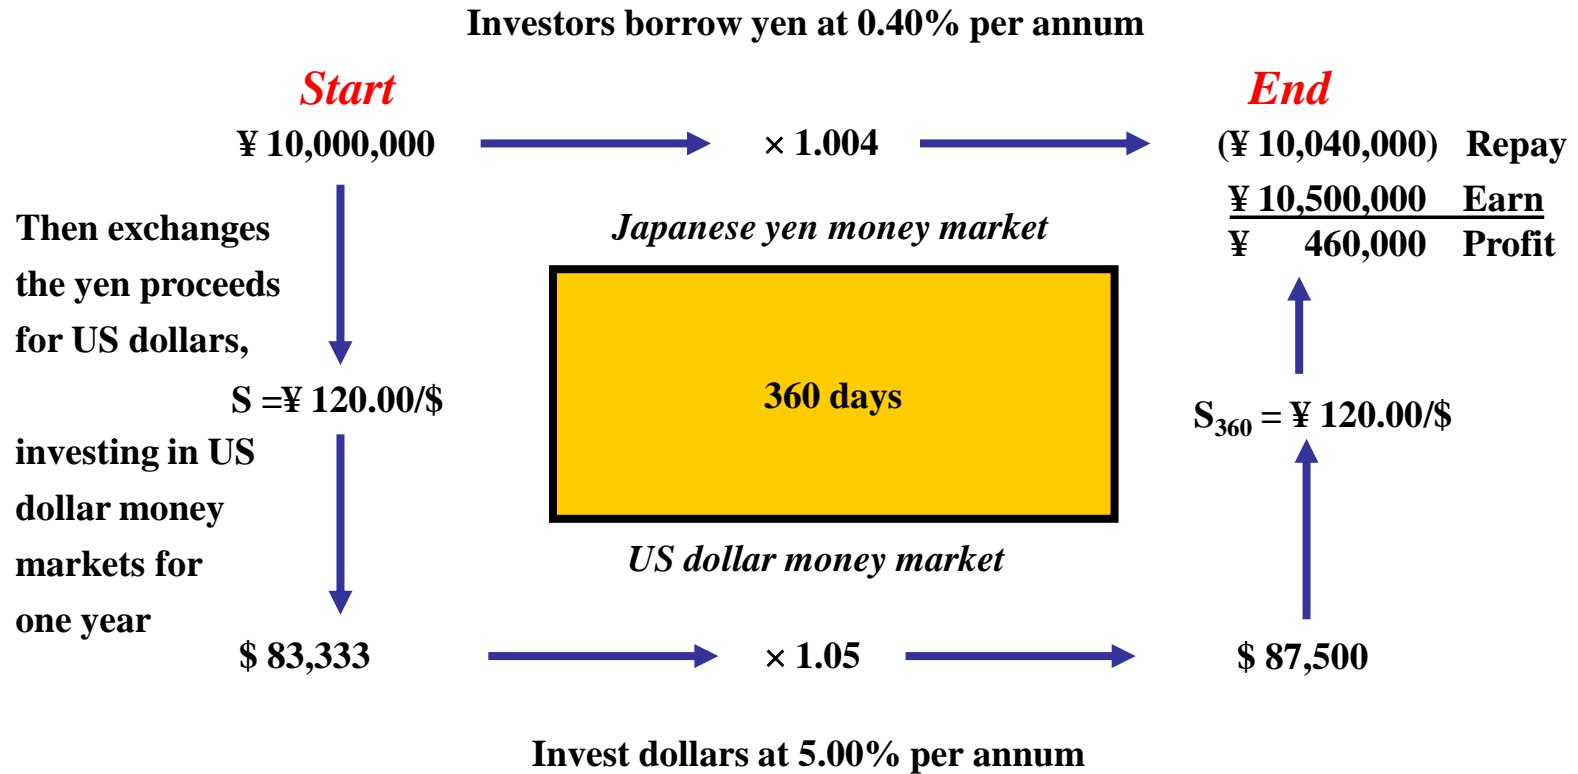 Investors borrow yen at 0.40% per annum
Start
End
¥ 10,000,000
× 1.004
(¥ 10,040,000) Repay
¥ 10,500,000 Earn
¥ 460,000 Profit
Then exchanges
the yen proceeds
for US dollars,
Japanese yen money market
S =¥ 120.00/$
360 days
S360 = ¥ 120.00/$
investing in US
dollar money
markets for
one year
US dollar money market
$ 83,333
× 1.05
$ 87,500
Invest dollars at 5.00% per annum